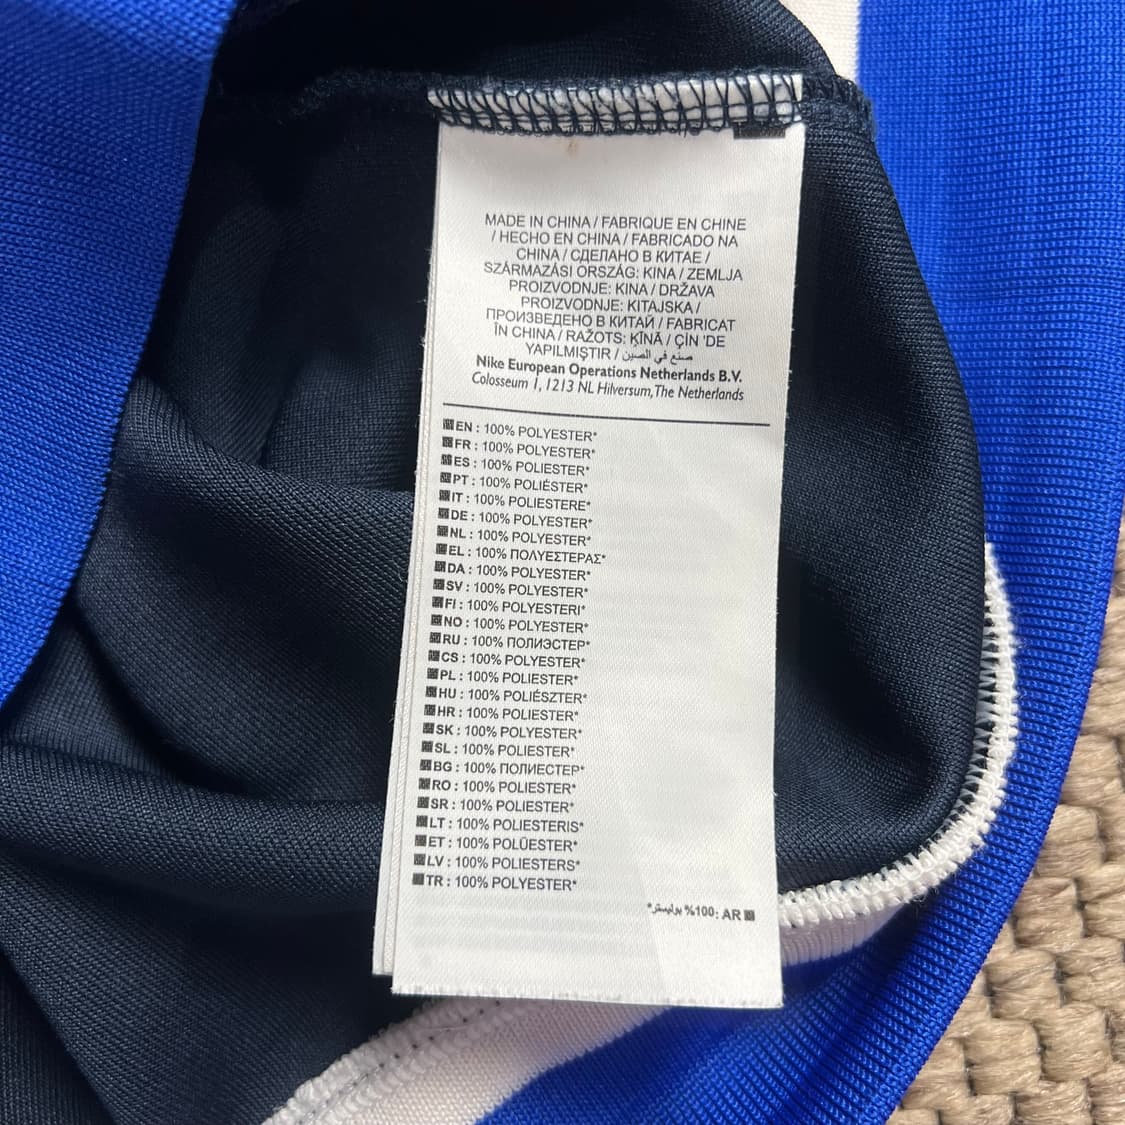 MADE IN CHINA / FABRIQUE EN CHINE
/ HECHO EN CHINA / FABRICADO NA
CHINA / СДЕЛАНО В КИТАЕ /
SZÁRMAZÁSI ORSZÁG: KINA / ZEMLJA
PROIZVODNJE: KINA / DRŽAVA
PROIZVODNJE: KITAJSKA /
ПРОИЗВЕДЕНО В КИТАЙ / FABRICAT
ÎN CHINA / RAŽOTS: ĶĪNĀ / ÇİN 'DE
YAPILMIŞTIR / صنع في الصين
Nike European Operations Netherlands B.V.
Colosseum 1, 1213 NL Hilversum, The Netherlands
EN : 100% POLYESTER*
FR : 100% POLYESTER*
ES : 100% POLIESTER*
PT : 100% POLIÉSTER*
IT : 100% POLIESTERE*
DE : 100% POLYESTER*
NL : 100% POLYESTER*
EL : 100% ΠΟΛΥΕΣΤΕΡΑΣ*
DA : 100% POLYESTER*
SV : 100% POLYESTER*
FI : 100% POLYESTERI*
NO : 100% POLYESTER*
RU : 100% ПОЛИЭСТЕР*
CS : 100% POLYESTER*
PL : 100% POLIESTER*
HU : 100% POLIÉSZTER*
HR : 100% POLIESTER*
SK : 100% POLYESTER*
SL : 100% POLIESTER*
BG : 100% ПОЛИЕСТЕР*
RO : 100% POLIESTER*
SR : 100% POLIESTER*
LT : 100% POLIESTERIS*
ET : 100% POLÜESTER*
LV : 100% POLIESTERS*
TR : 100% POLYESTER*
AR :100% بوليستر*